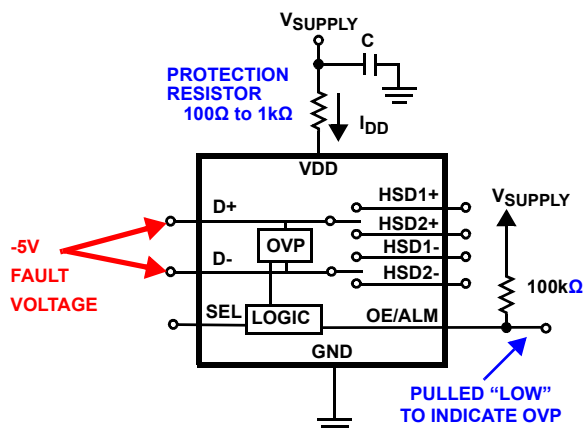 VSUPPLY
C
PROTECTION
RESISTOR
100Ω to 1kΩ
IDD
VDD
D+
HSD1+
VSUPPLY
HSD2+
OVP
HSD1-
-5V
FAULT
VOLTAGE
D-
HSD2-
100kΩ
SEL
LOGIC
OE/ALM
GND
PULLED “LOW”
TO INDICATE OVP